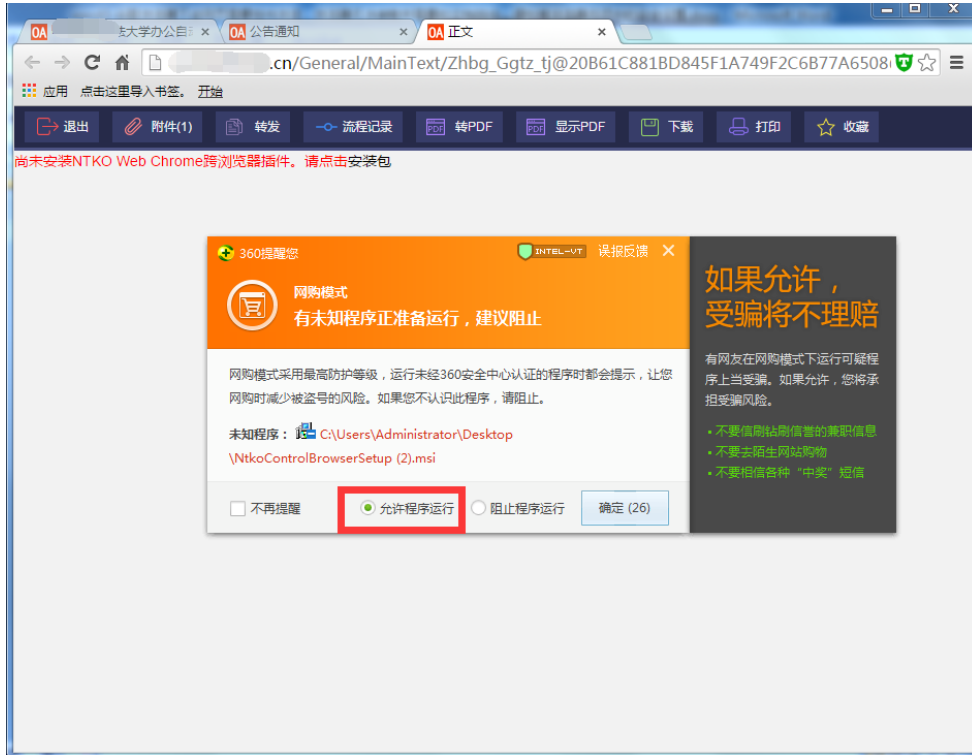 OA 大学办公自 ×
OA 公告通知 ×
OA 正文 ×
.cn/General/MainText/Zhbg_Ggtz_tj@20B61C881BD845F1A749F2C6B77A6508
应用 点击这里导入书签。 开始
退出 附件(1) 转发 流程记录 PDF 转PDF PDF 显示PDF 下载 打印 收藏
尚未安装NTKO Web Chrome跨浏览器插件。请点击安装包
360提醒您 INTEL-VT 误报反馈 ×
网购模式
有未知程序正准备运行，建议阻止
网购模式采用最高防护等级，运行未经360安全中心认证的程序时都会提示，让您
网购时减少被盗号的风险。如果您不认识此程序，请阻止。
未知程序： C:\Users\Administrator\Desktop
\NtkoControlBrowserSetup (2).msi
不再提醒 允许程序运行 阻止程序运行 确定 (26)
如果允许，
受骗将不理赔
有网友在网购模式下运行可疑程
序上当受骗。如果允许，您将承
担受骗风险。
·不要信刷钻刷信誉的兼职信息
·不要去陌生网站购物
·不要相信各种“中奖”短信